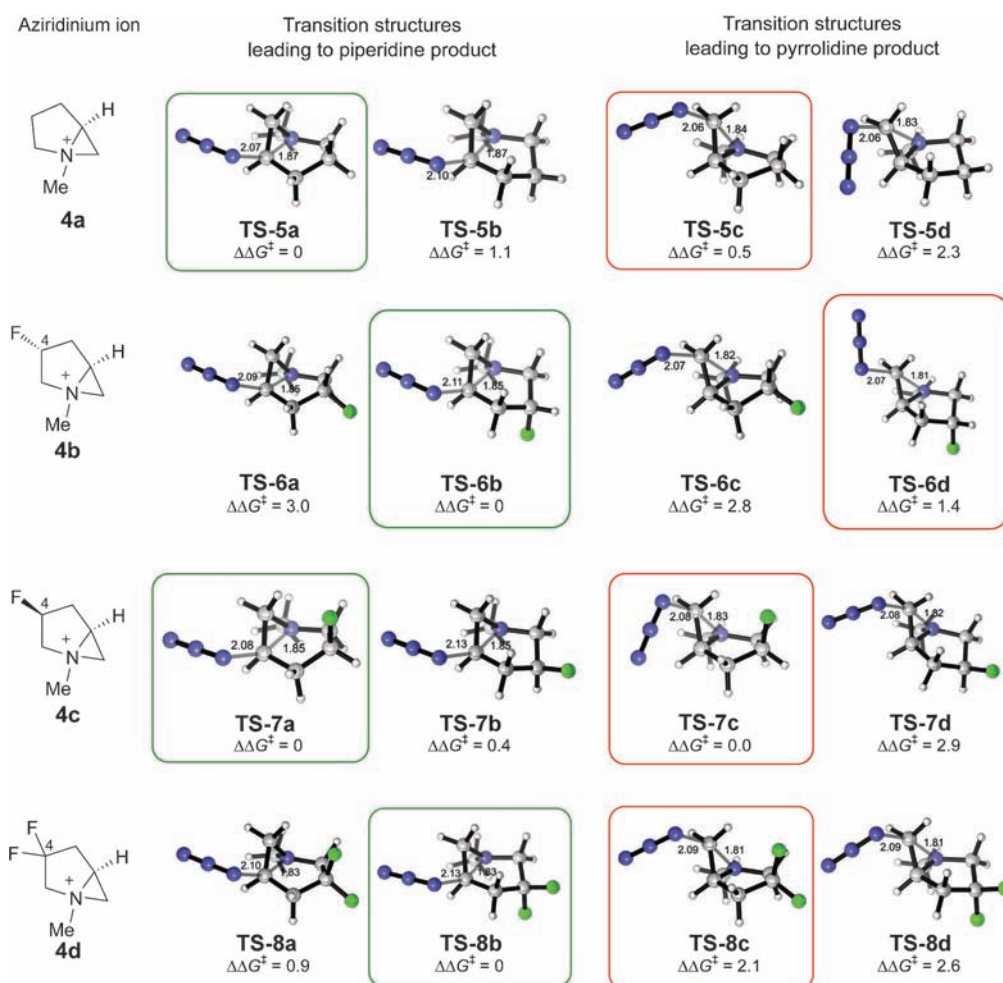 Aziridinium ion
Transition structures
leading to piperidine product
Transition structures
leading to pyrrolidine product
H
N
+
Me
4a
2.07
1.87
TS-5a
ΔΔG‡ = 0
2.10
1.87
TS-5b
ΔΔG‡ = 1.1
2.06
1.84
TS-5c
ΔΔG‡ = 0.5
2.06
1.83
TS-5d
ΔΔG‡ = 2.3
F
4
H
N
+
Me
4b
2.09
1.86
TS-6a
ΔΔG‡ = 3.0
2.11
1.85
TS-6b
ΔΔG‡ = 0
2.07
1.82
TS-6c
ΔΔG‡ = 2.8
2.07
1.81
TS-6d
ΔΔG‡ = 1.4
F
4
H
N
+
Me
4c
2.08
1.85
TS-7a
ΔΔG‡ = 0
2.13
1.85
TS-7b
ΔΔG‡ = 0.4
2.08
1.83
TS-7c
ΔΔG‡ = 0.0
2.08
1.82
TS-7d
ΔΔG‡ = 2.9
F
F
4
H
N
+
Me
4d
2.10
1.83
TS-8a
ΔΔG‡ = 0.9
2.13
1.83
TS-8b
ΔΔG‡ = 0
2.09
1.81
TS-8c
ΔΔG‡ = 2.1
2.09
1.81
TS-8d
ΔΔG‡ = 2.6